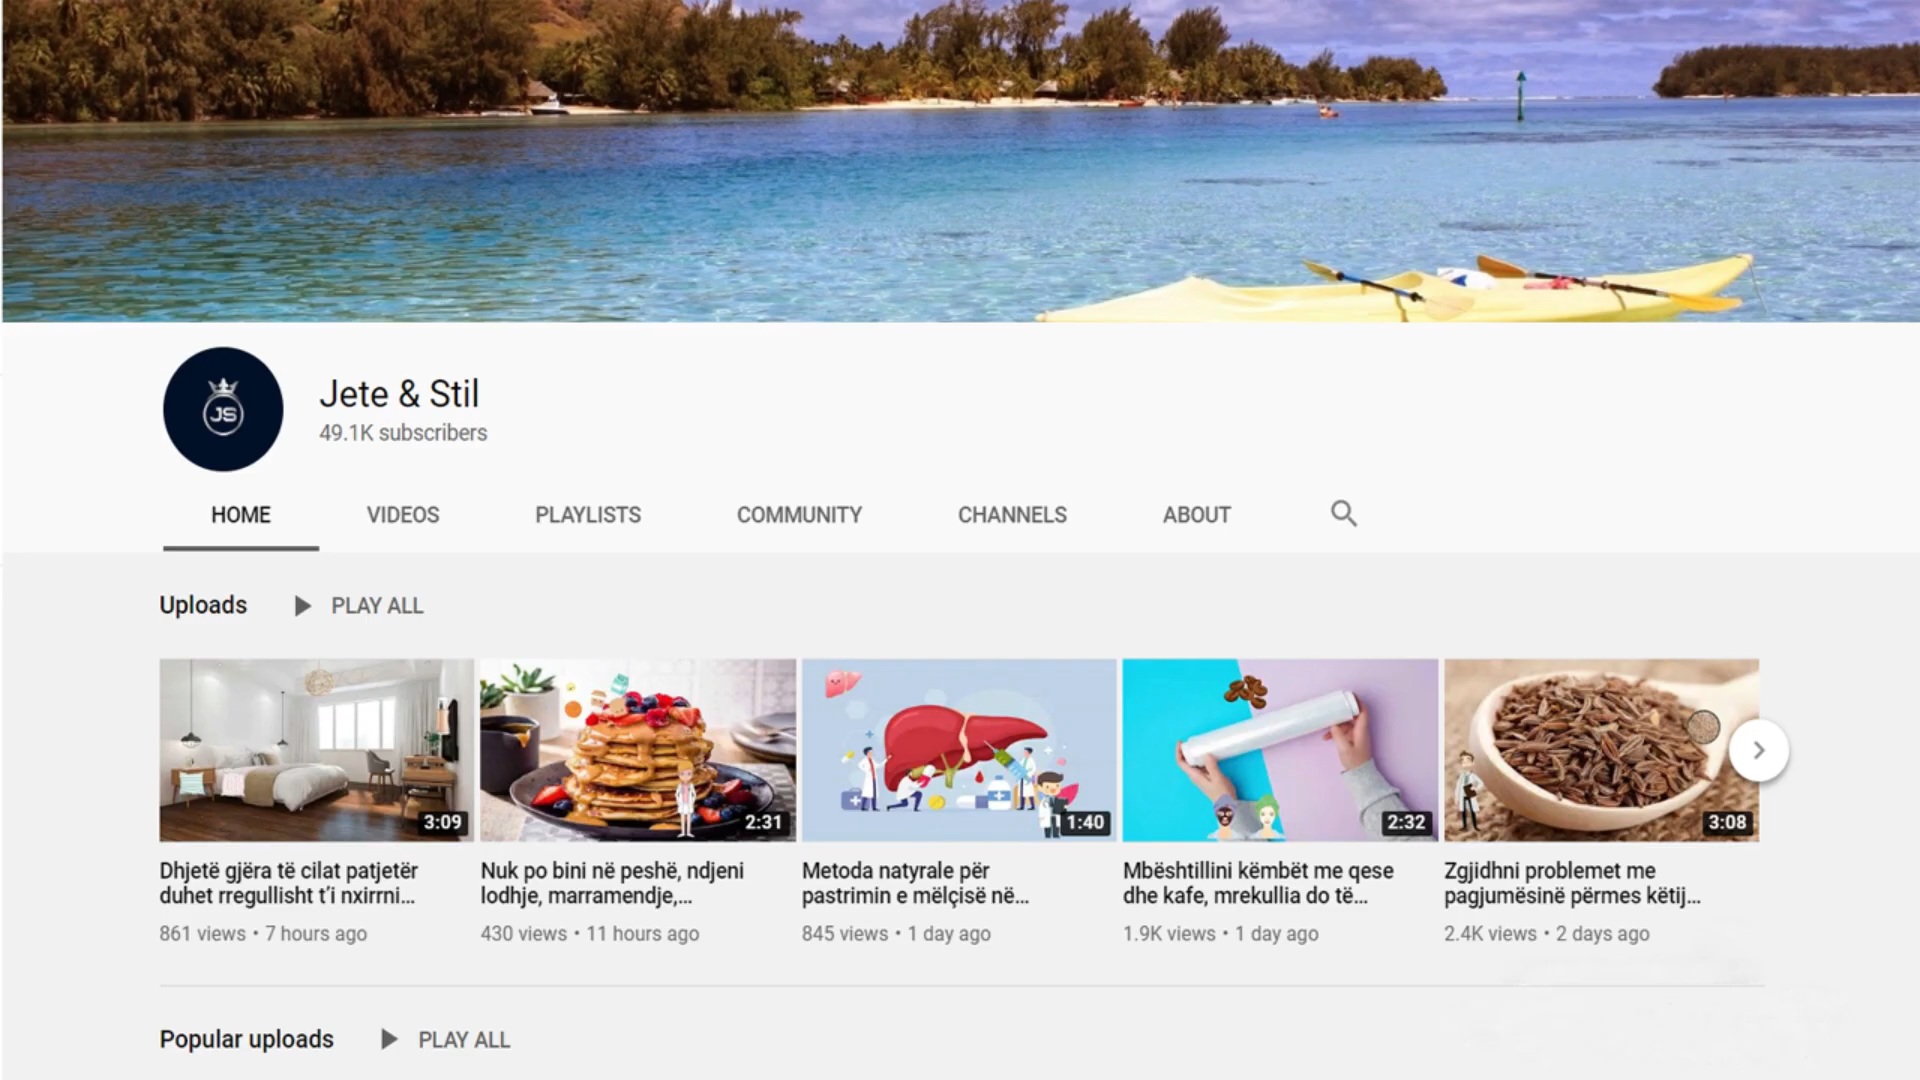 JS
Jete & Stil
49.1K subscribers
HOME VIDEOS PLAYLISTS COMMUNITY CHANNELS ABOUT
Uploads PLAY ALL
3:09 2:31 1:40 2:32 3:08
Dhjetë gjëra të cilat patjetër
duhet rregullisht t'i nxirrni...
861 views • 7 hours ago
Nuk po bini në peshë, ndjeni
lodhje, marramendje,...
430 views • 11 hours ago
Metoda natyrale për
pastrimin e mëlçisë në...
845 views • 1 day ago
Mbështillini këmbët me qese
dhe kafe, mrekullia do të...
1.9K views • 1 day ago
Zgjidhni problemet me
pagjumësinë përmes këtij...
2.4K views • 2 days ago
Popular uploads PLAY ALL